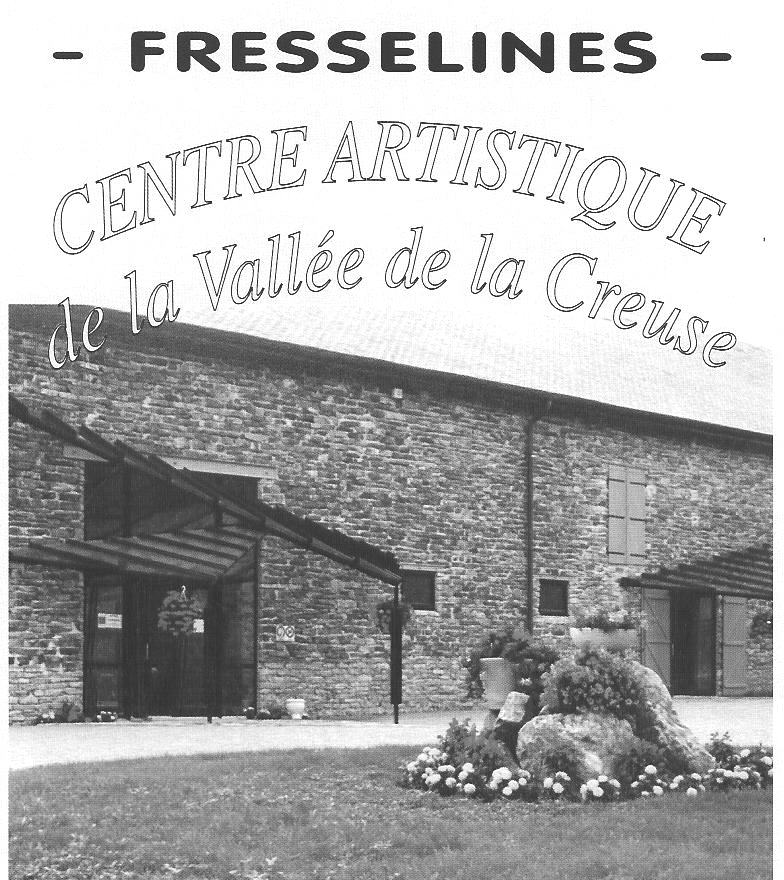 - FRESSELINES -
CENTRE ARTISTIQUE
de la Vallée de la Creuse